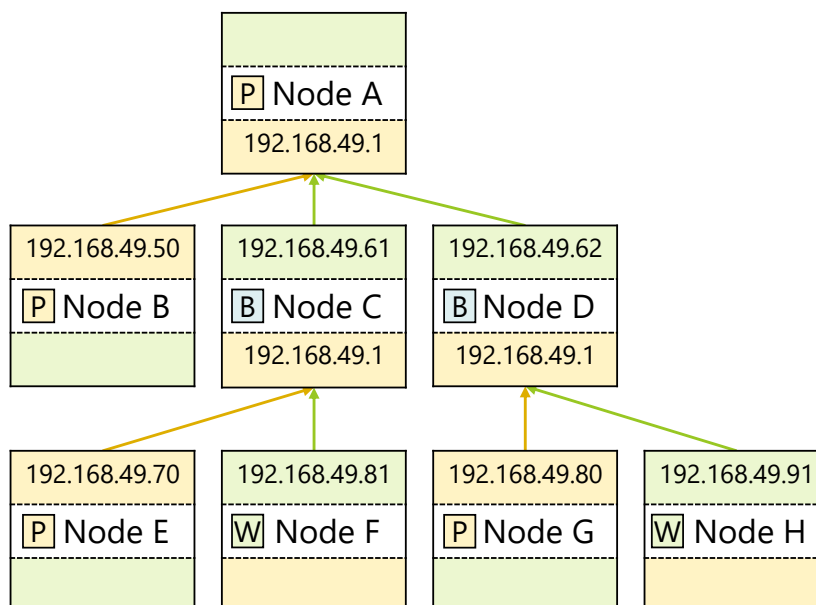 P Node A
192.168.49.1
192.168.49.50 192.168.49.61 192.168.49.62
P Node B B Node C B Node D
192.168.49.1 192.168.49.1
192.168.49.70 192.168.49.81 192.168.49.80 192.168.49.91
P Node E W Node F P Node G W Node H